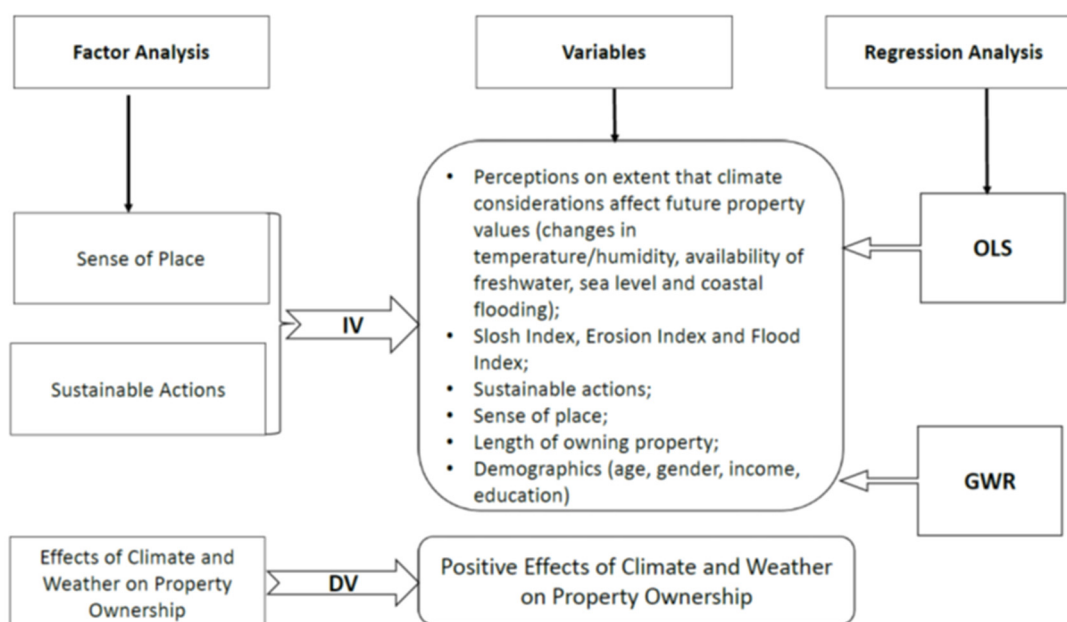 Factor Analysis
Variables
Regression Analysis
Sense of Place
Sustainable Actions
IV
• Perceptions on extent that climate
considerations affect future property
values (changes in
temperature/humidity, availability of
freshwater, sea level and coastal
flooding);
• Slosh Index, Erosion Index and Flood
Index;
• Sustainable actions;
• Sense of place;
• Length of owning property;
• Demographics (age, gender, income,
education)
OLS
GWR
Effects of Climate and
Weather on Property
Ownership
DV
Positive Effects of Climate and Weather
on Property Ownership